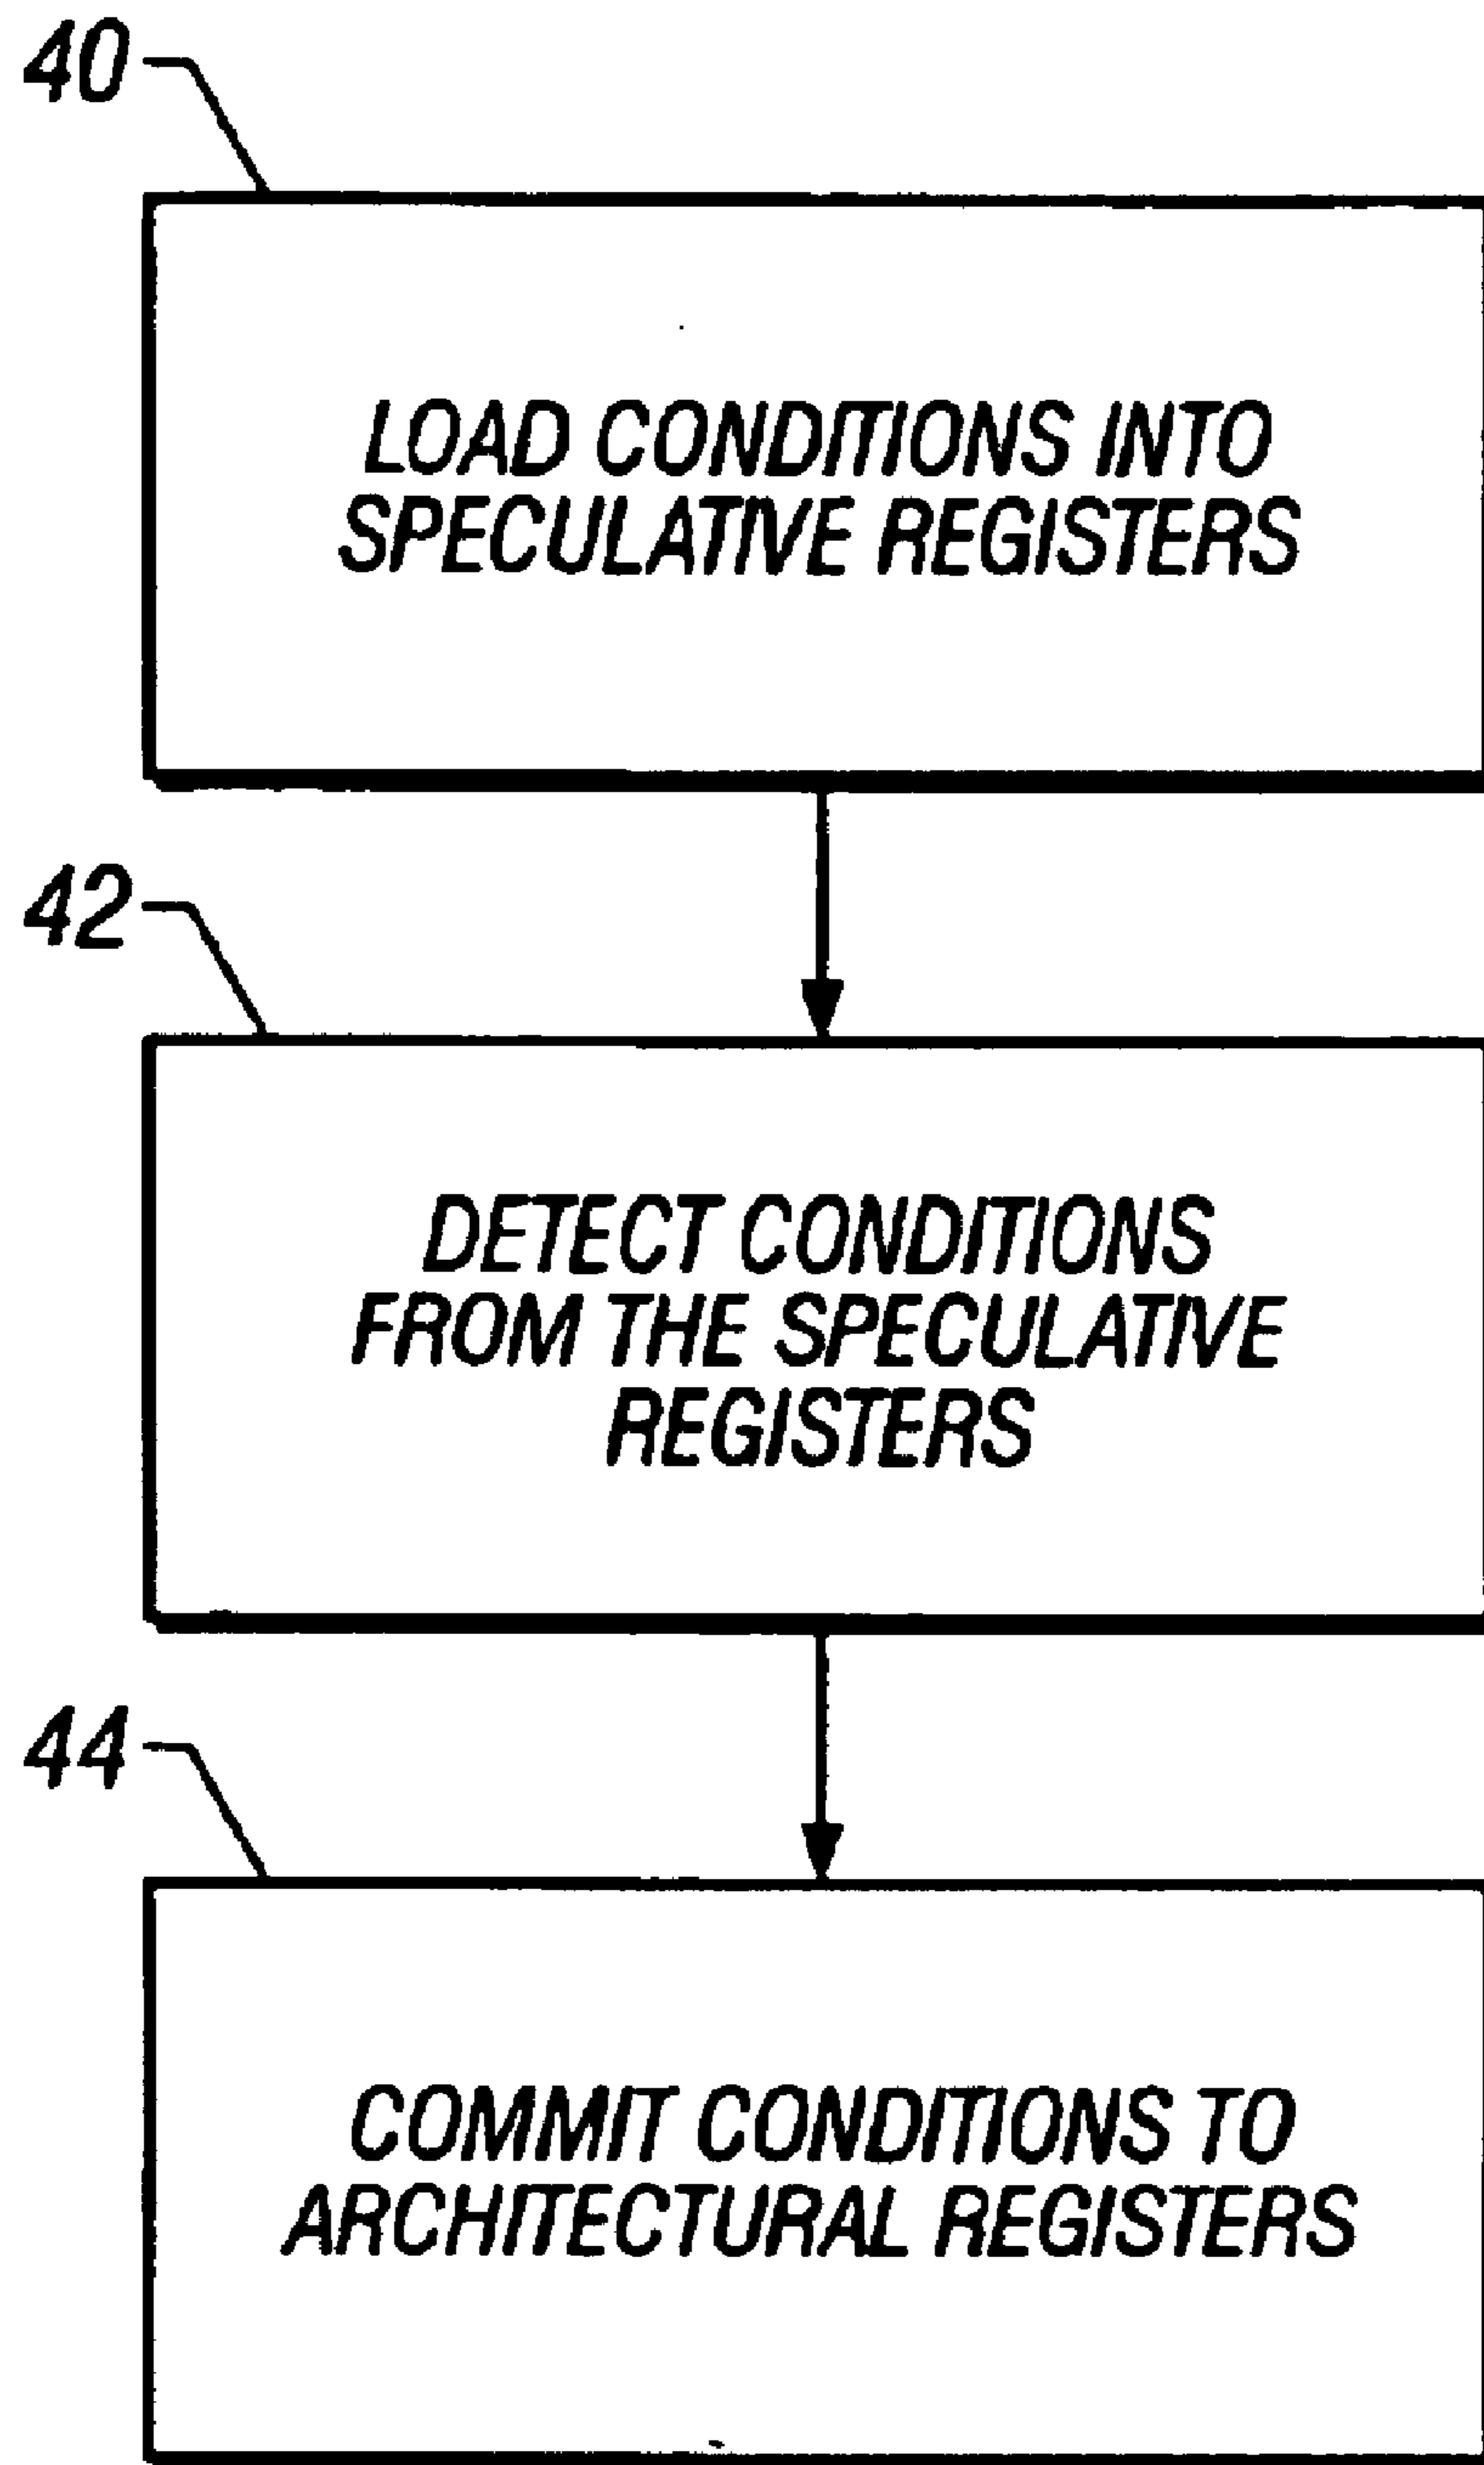 40
LOAD CONDITIONS INTO
SPECULATIVE REGISTERS
42
DETECT CONDITIONS
FROM THE SPECULATIVE
REGISTERS
44
COMMIT CONDITIONS TO
ARCHITECTURAL REGISTERS